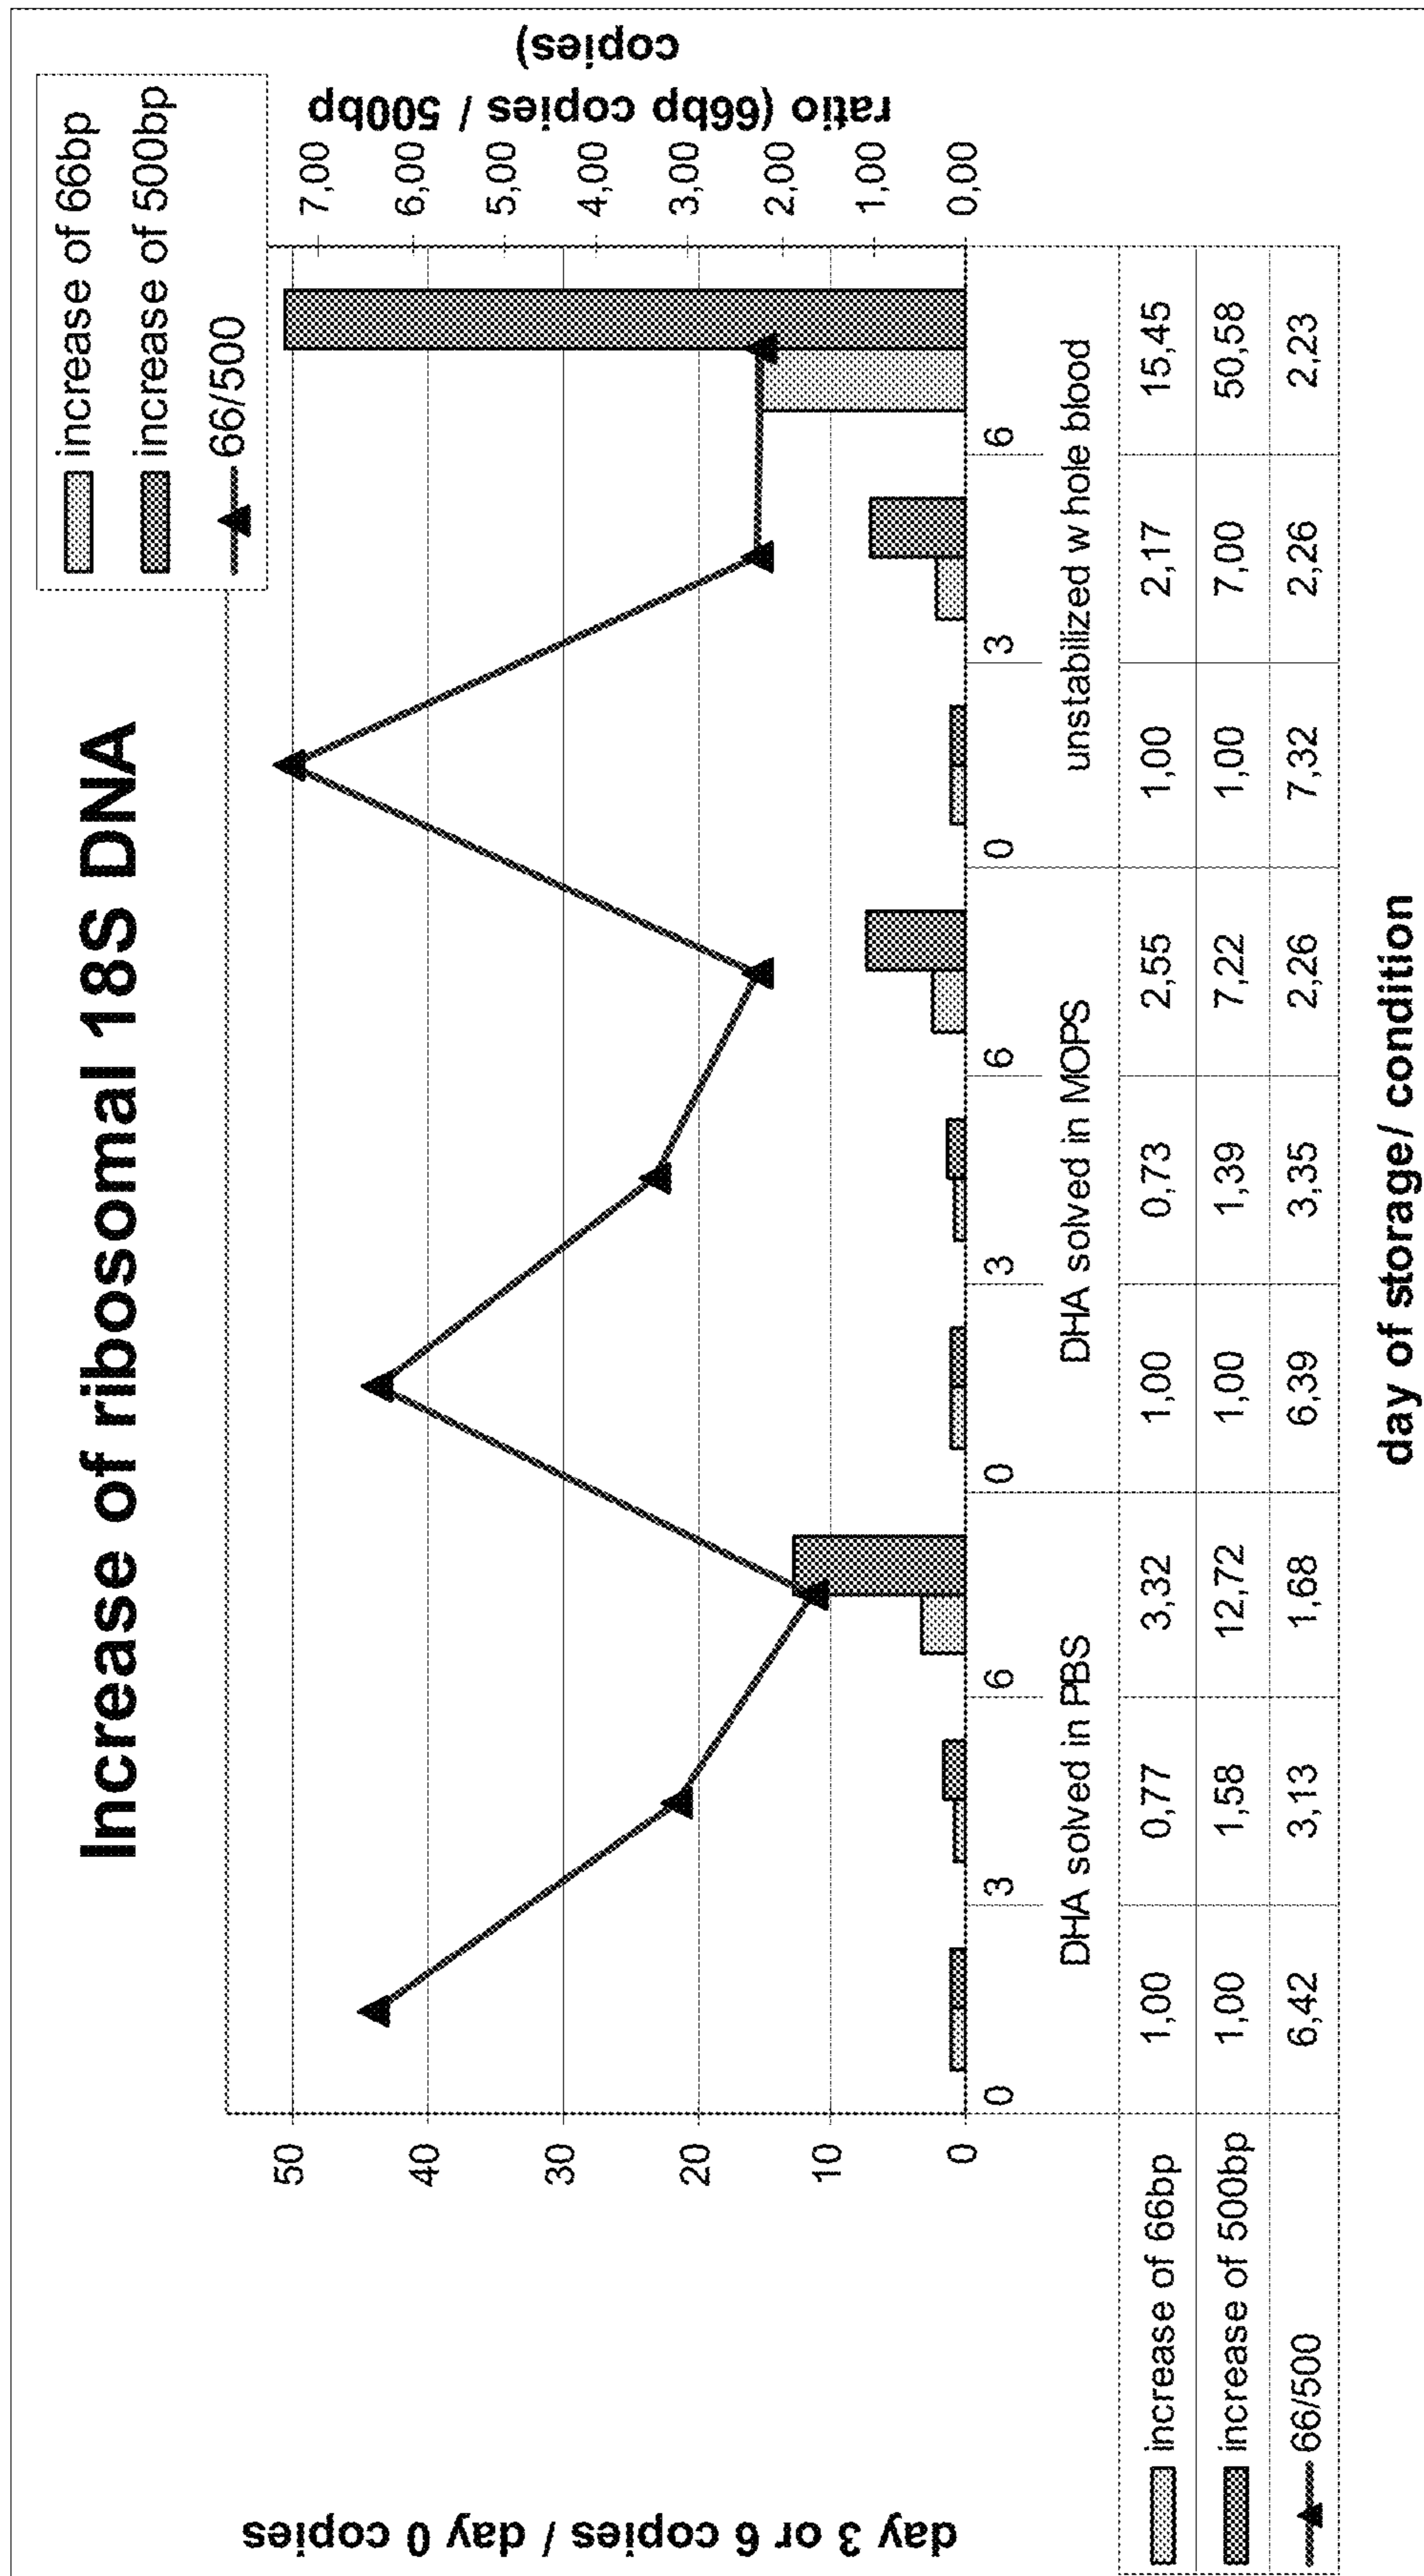 Increase of ribosomal 18S DNA
increase of 66bp
increase of 500bp
66/500
day 3 or 6 copies / day 0 copies
50
40
30
20
10
0
7,00
6,00
5,00
4,00
3,00
2,00
1,00
0,00
ratio (66bp copies / 500bp
copies)
0 3 6 0 3 6 0 3 6
DHA solved in PBS DHA solved in MOPS unstabilized w hole blood
increase of 66bp 1,00 0,77 3,32 1,00 0,73 2,55 1,00 2,17 15,45
increase of 500bp 1,00 1,58 12,72 1,00 1,39 7,22 1,00 7,00 50,58
66/500 6,42 3,13 1,68 6,39 3,35 2,26 7,32 2,26 2,23
day of storage/ condition